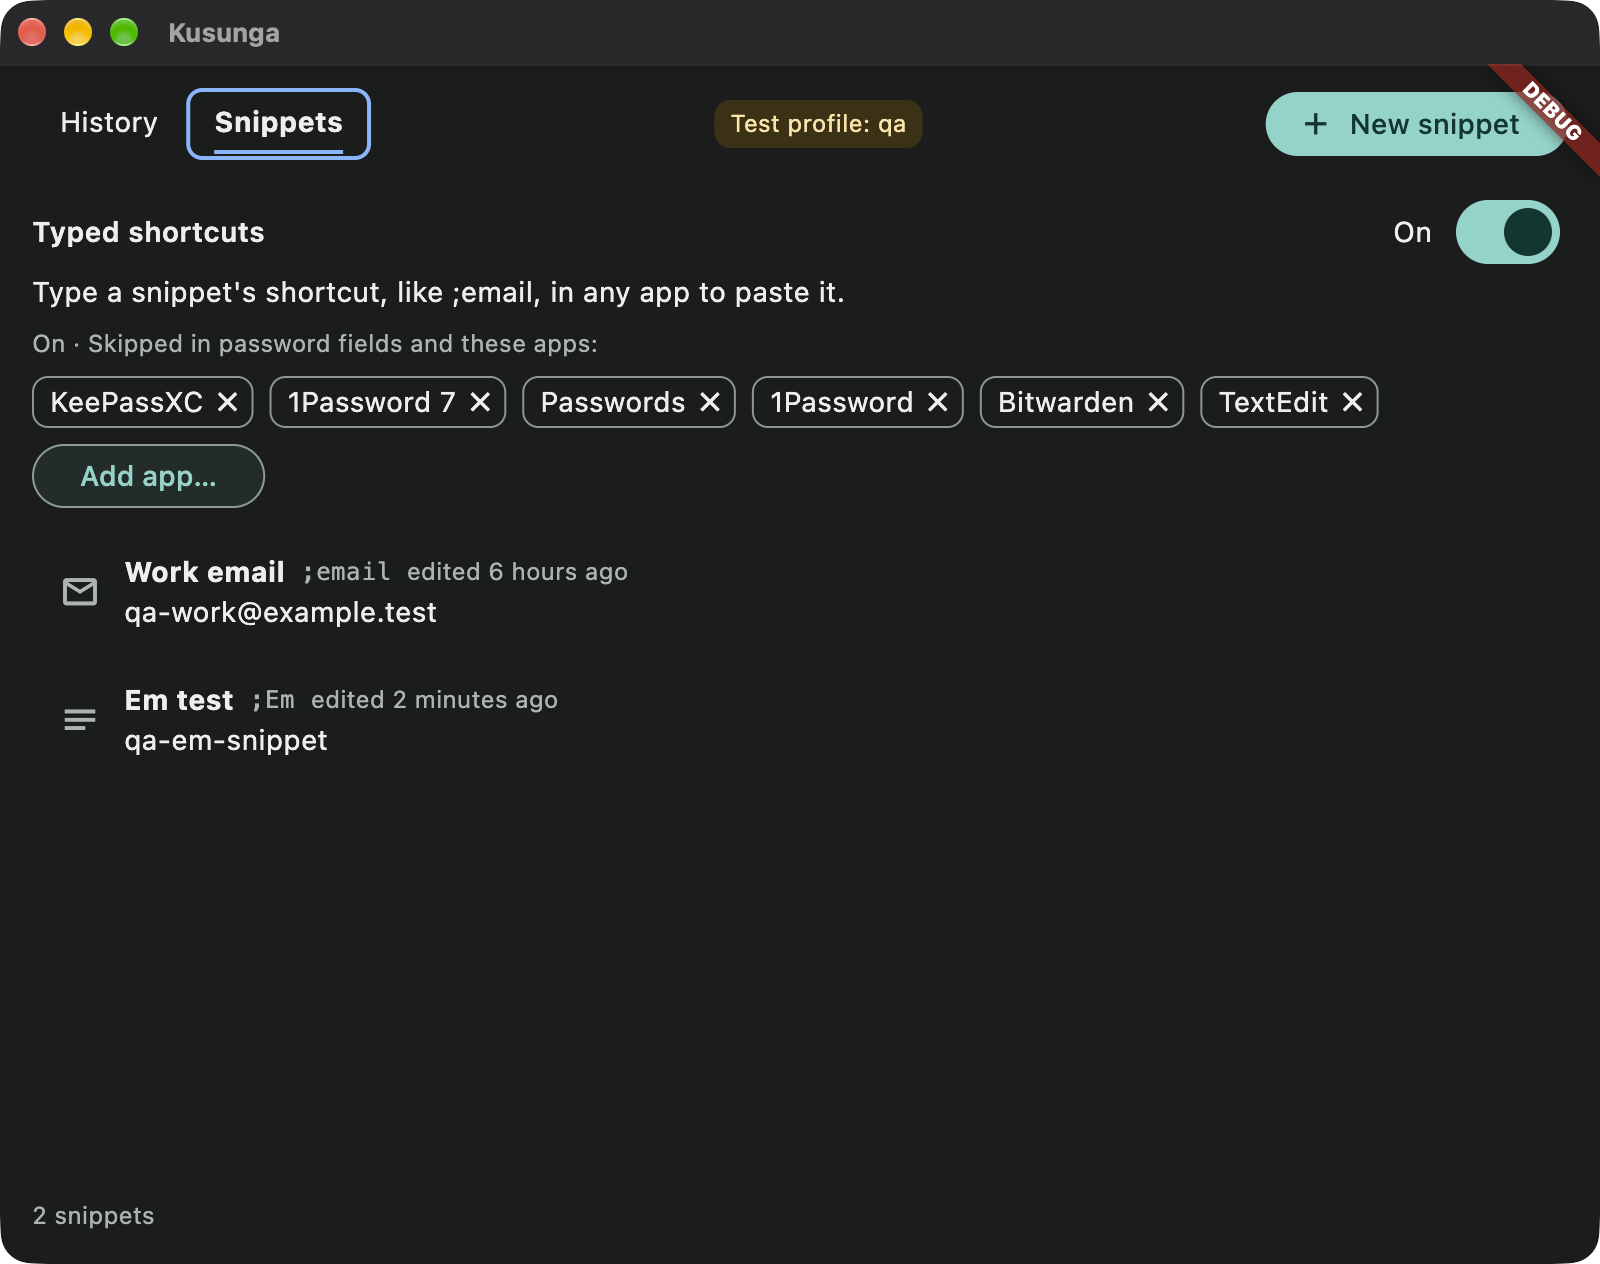 Kusunga
History Snippets Test profile: qa + New snippet
DEBUG
Typed shortcuts On
Type a snippet's shortcut, like ;email, in any app to paste it.
On · Skipped in password fields and these apps:
KeePassXC ✕ 1Password 7 ✕ Passwords ✕ 1Password ✕ Bitwarden ✕ TextEdit ✕
Add app...
Work email ;email edited 6 hours ago
qa-work@example.test
Em test ;Em edited 2 minutes ago
qa-em-snippet
2 snippets